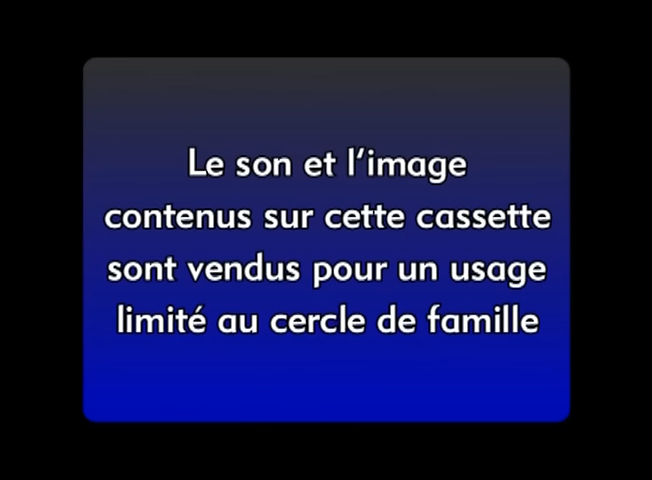 Le son et l'image
contenus sur cette cassette
sont vendus pour un usage
limité au cercle de famille